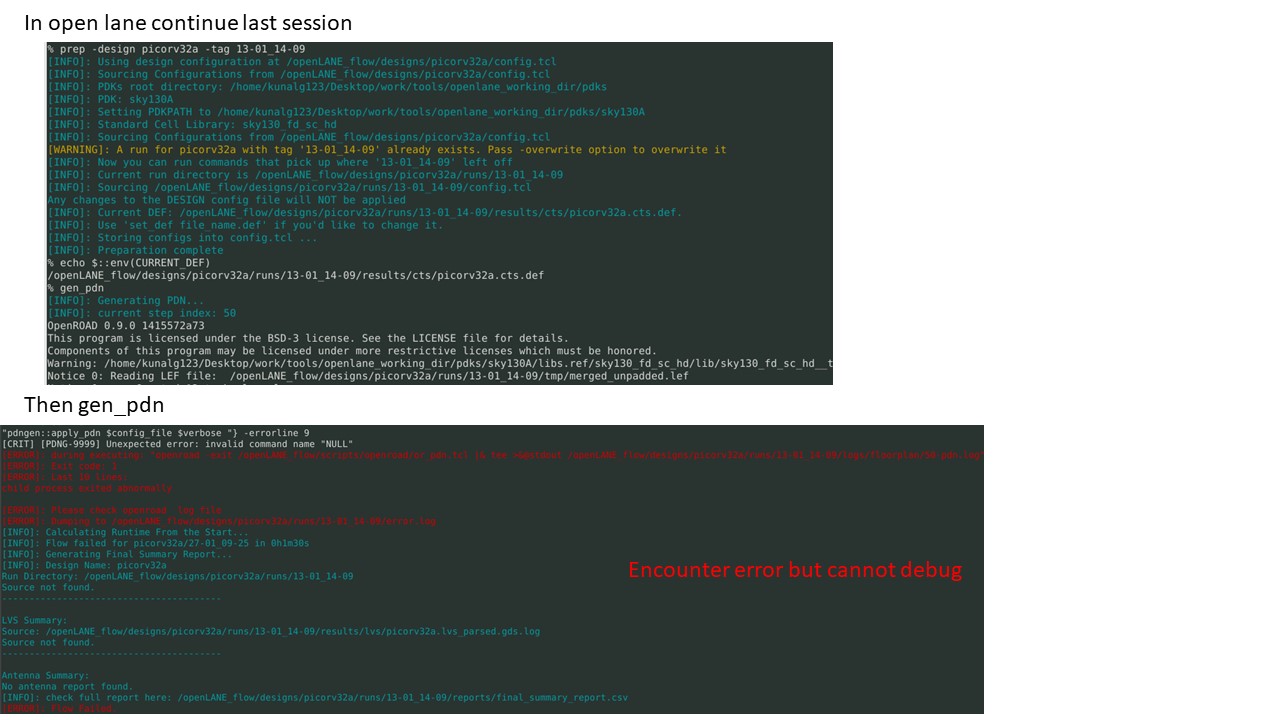 In open lane continue last session
% prep -design picorv32a -tag 13-01_14-09
[INFO]: Using design configuration at /openLANE_flow/designs/picorv32a/config.tcl
[INFO]: Sourcing Configurations from /openLANE_flow/designs/picorv32a/config.tcl
[INFO]: PDKs root directory: /home/kunalg123/Desktop/work/tools/openlane_working_dir/pdks
[INFO]: PDK: sky130A
[INFO]: Setting PDKPATH to /home/kunalg123/Desktop/work/tools/openlane_working_dir/pdks/sky130A
[INFO]: Standard Cell Library: sky130_fd_sc_hd
[INFO]: Sourcing Configurations from /openLANE_flow/designs/picorv32a/config.tcl
[WARNING]: A run for picorv32a with tag '13-01_14-09' already exists. Pass -overwrite option to overwrite it
[INFO]: Now you can run commands that pick up where '13-01_14-09' left off
[INFO]: Current run directory is /openLANE_flow/designs/picorv32a/runs/13-01_14-09
[INFO]: Sourcing /openLANE_flow/designs/picorv32a/runs/13-01_14-09/config.tcl
Any changes to the DESIGN config file will NOT be applied
[INFO]: Current DEF: /openLANE_flow/designs/picorv32a/runs/13-01_14-09/results/cts/picorv32a.cts.def.
[INFO]: Use 'set_def file_name.def' if you'd like to change it.
[INFO]: Storing configs into config.tcl ...
[INFO]: Preparation complete
% echo $::env(CURRENT_DEF)
/openLANE_flow/designs/picorv32a/runs/13-01_14-09/results/cts/picorv32a.cts.def
% gen_pdn
[INFO]: Generating PDN...
[INFO]: current step index: 50
OpenROAD 0.9.0 1415572a73
This program is licensed under the BSD-3 license. See the LICENSE file for details.
Components of this program may be licensed under more restrictive licenses which must be honored.
Warning: /home/kunalg123/Desktop/work/tools/openlane_working_dir/pdks/sky130A/libs.ref/sky130_fd_sc_hd/lib/sky130_fd_sc_hd__t
Notice 0: Reading LEF file:  /openLANE_flow/designs/picorv32a/runs/13-01_14-09/tmp/merged_unpadded.lef
Then gen_pdn
"pdngen::apply_pdn $config_file $verbose "} -errorline 9
[CRIT] [PDNG-9999] Unexpected error: invalid command name "NULL"
[ERROR]: during executing: "openroad -exit /openLANE_flow/scripts/openroad/or_pdn.tcl |& tee >&@stdout /openLANE_flow/designs/picorv32a/runs/13-01_14-09/logs/floorplan/50-pdn.log"
[ERROR]: Exit code: 1
[ERROR]: Last 10 lines:
child process exited abnormally
[ERROR]: Please check openroad  log file
[ERROR]: Dumping to /openLANE_flow/designs/picorv32a/runs/13-01_14-09/error.log
[INFO]: Calculating Runtime From the Start...
[INFO]: Flow failed for picorv32a/27-01_09-25 in 0h1m30s
[INFO]: Generating Final Summary Report...
[INFO]: Design Name: picorv32a
Run Directory: /openLANE_flow/designs/picorv32a/runs/13-01_14-09
Source not found.
----------------------------------------
Encounter error but cannot debug
LVS Summary:
Source: /openLANE_flow/designs/picorv32a/runs/13-01_14-09/results/lvs/picorv32a.lvs_parsed.gds.log
Source not found.
----------------------------------------
Antenna Summary:
No antenna report found.
[INFO]: check full report here: /openLANE_flow/designs/picorv32a/runs/13-01_14-09/reports/final_summary_report.csv
[ERROR]: Flow Failed.